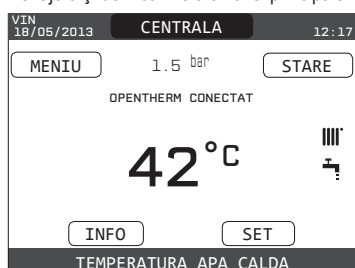 VIN
18/05/2013 CENTRALA 12:17
MENIU 1.5 bar STARE
OPENTHERM CONECTAT
42°C
INFO SET
TEMPERATURA APA CALDA